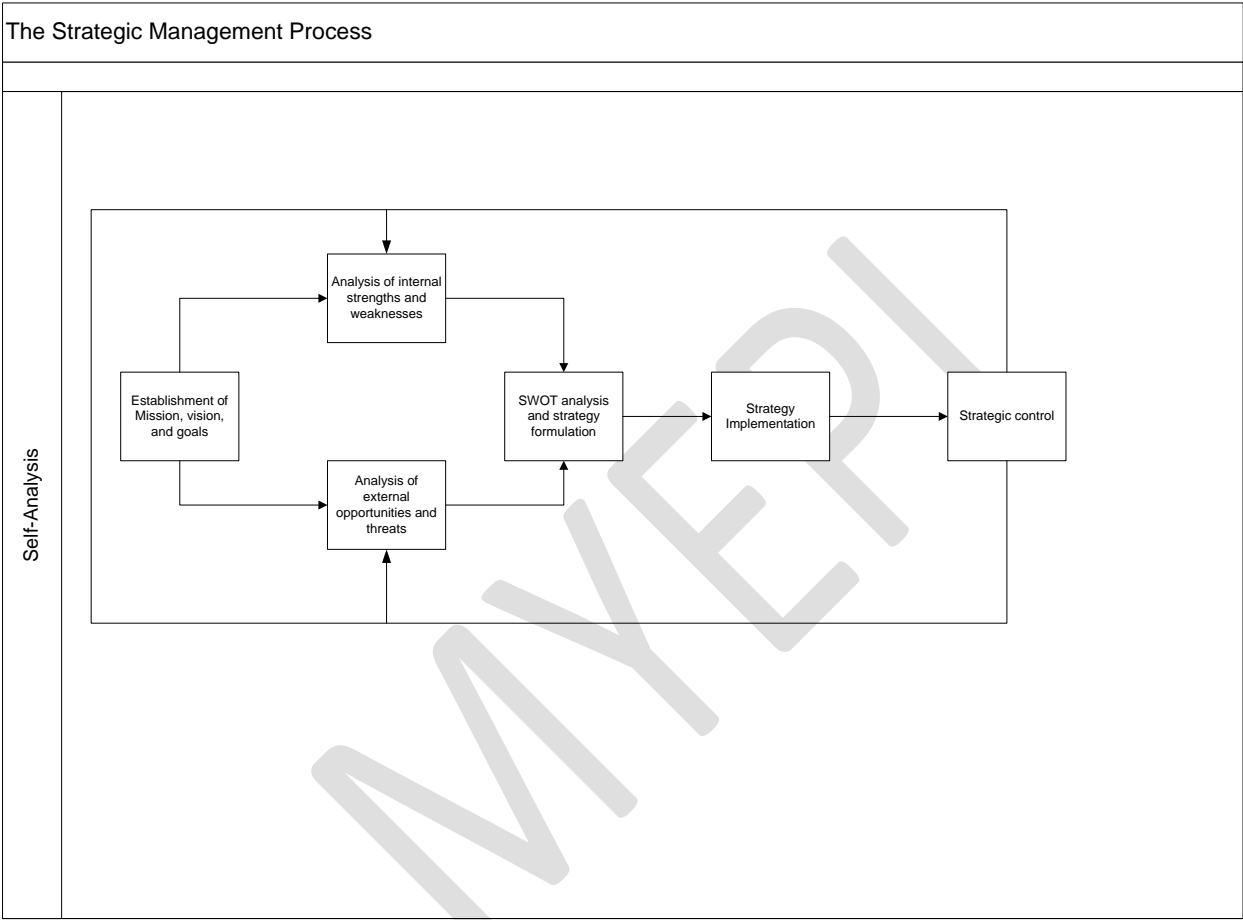 The Strategic Management Process
Self-Analysis
Analysis of internal
strengths and
weaknesses
Establishment of
Mission, vision,
and goals
SWOT analysis
and strategy
formulation
Strategy
Implementation
Strategic control
Analysis of
external
opportunities and
threats
MYEPI